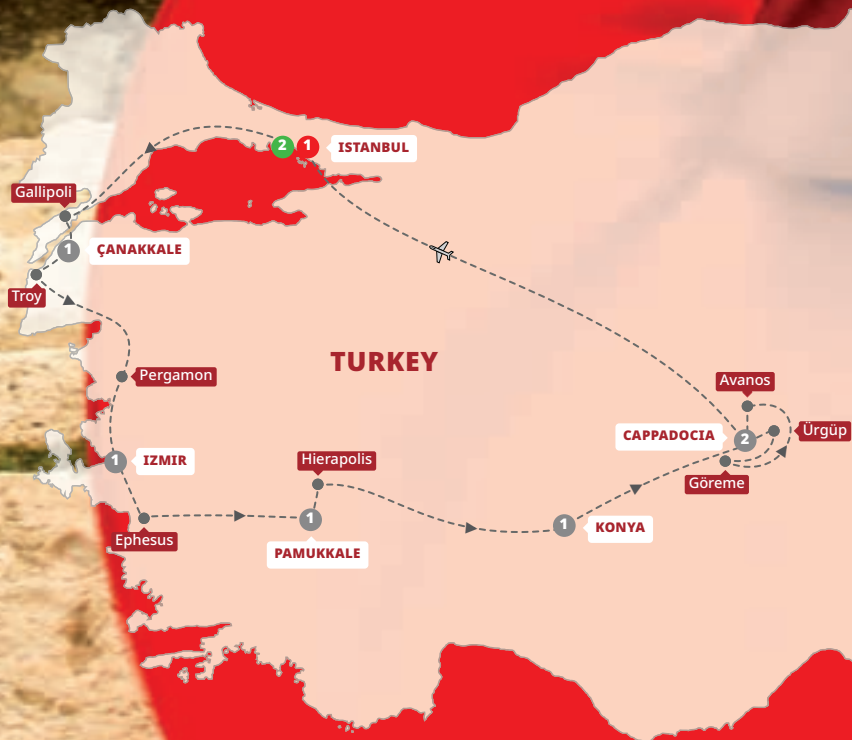 2 1 ISTANBUL
Gallipoli
1 ÇANAKKALE
Troy
TURKEY
Pergamon
Avanos
CAPPADOCIA 2
Ürgüp
Göreme
1 IZMIR
Hierapolis
Ephesus
1
PAMUKKALE
1 KONYA